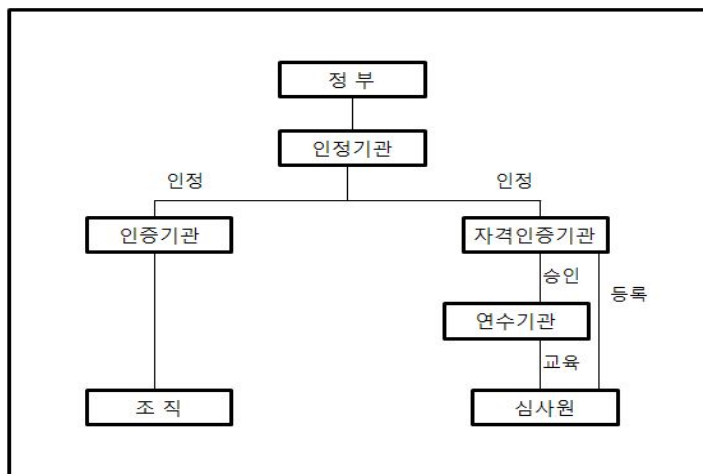 정 부
인정기관
인정
인정
인증기관
자격인증기관
승인
등록
연수기관
교육
조 직
심사원